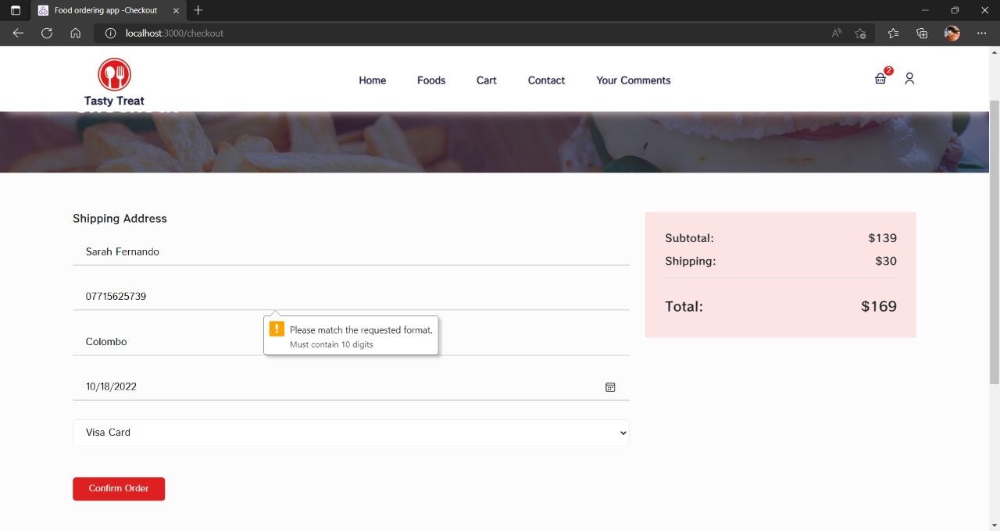 Food ordering app -Checkout
localhost:3000/checkout
Tasty Treat
Home
Foods
Cart
Contact
Your Comments
2
Shipping Address
Sarah Fernando
07715625739
Please match the requested format.
Must contain 10 digits
Colombo
10/18/2022
Visa Card
Confirm Order
Subtotal: $139
Shipping: $30
Total: $169